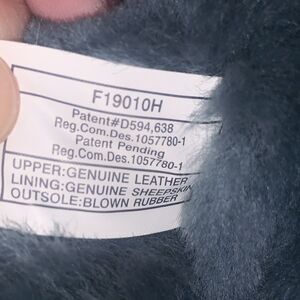 F19010H
Patent#D594,638
Reg.Com.Des.1057780-1
Patent Pending
Reg.Com.Des.1057780-1
UPPER:GENUINE LEATHER
LINING:GENUINE SHEEPSKIN
OUTSOLE:BLOWN RUBBER